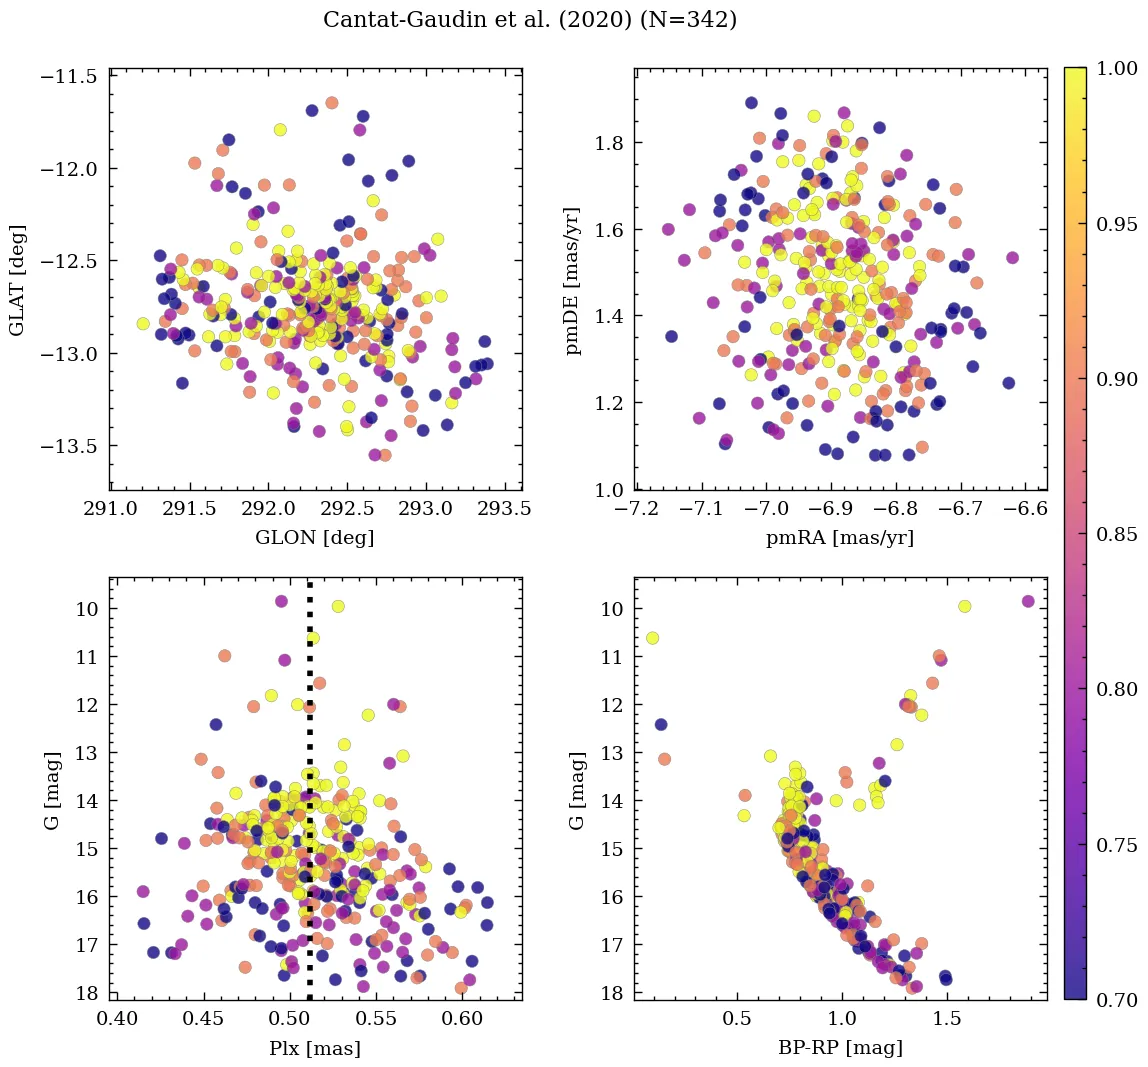 Cantat-Gaudin et al. (2020) (N=342)
−11.5
−12.0
−12.5
−13.0
−13.5
GLAT [deg]
291.0 291.5 292.0 292.5 293.0 293.5
GLON [deg]
1.8
1.6
1.4
1.2
1.0
pmDE [mas/yr]
−7.2 −7.1 −7.0 −6.9 −6.8 −6.7 −6.6
pmRA [mas/yr]
10
11
12
13
14
15
16
17
18
G [mag]
0.40 0.45 0.50 0.55 0.60
Plx [mas]
10
11
12
13
14
15
16
17
18
G [mag]
0.5 1.0 1.5
BP-RP [mag]
1.00
0.95
0.90
0.85
0.80
0.75
0.70